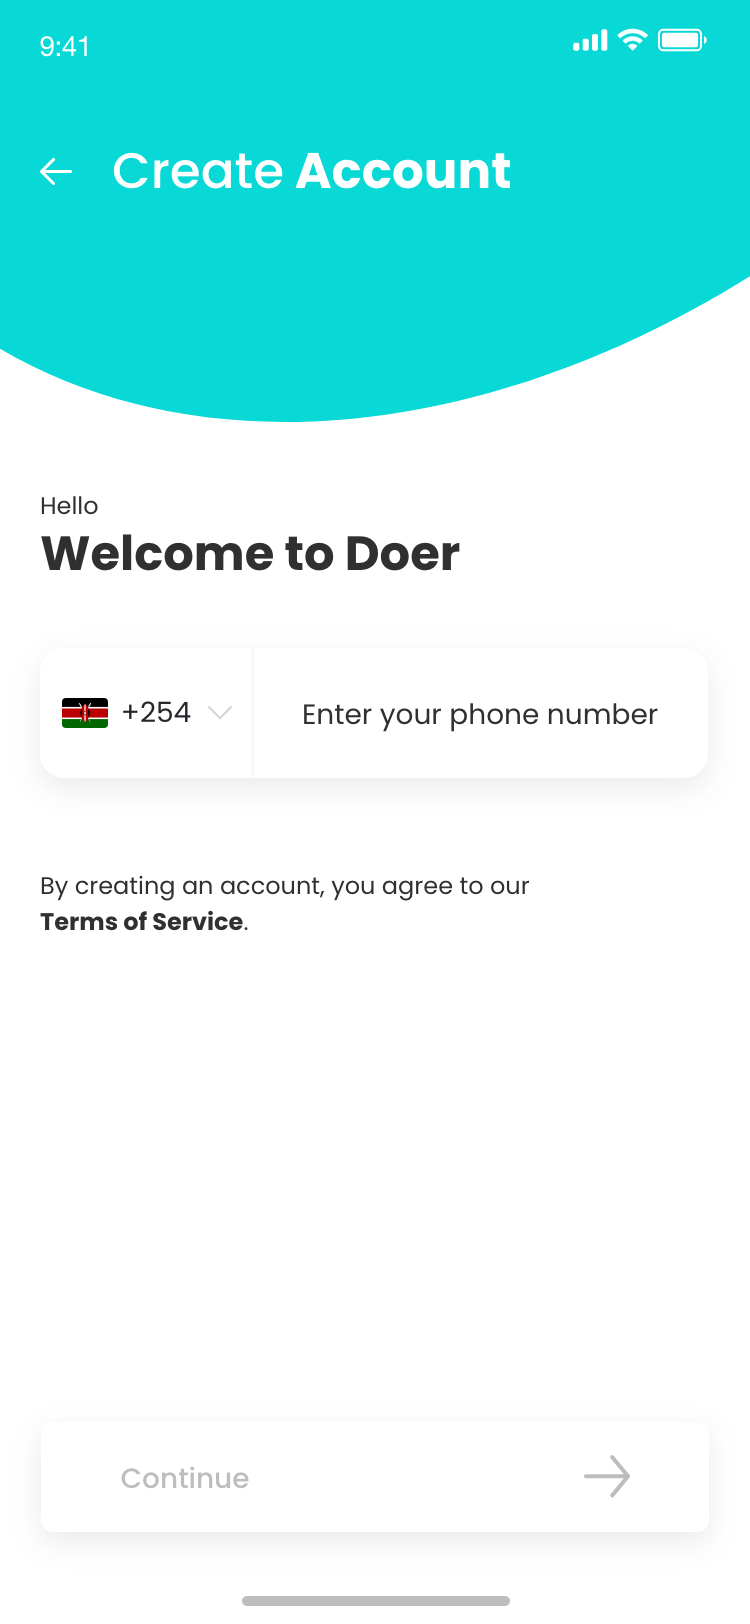 9:41
Create Account
Hello
Welcome to Doer
+254
Enter your phone number
By creating an account, you agree to our
Terms of Service.
Continue